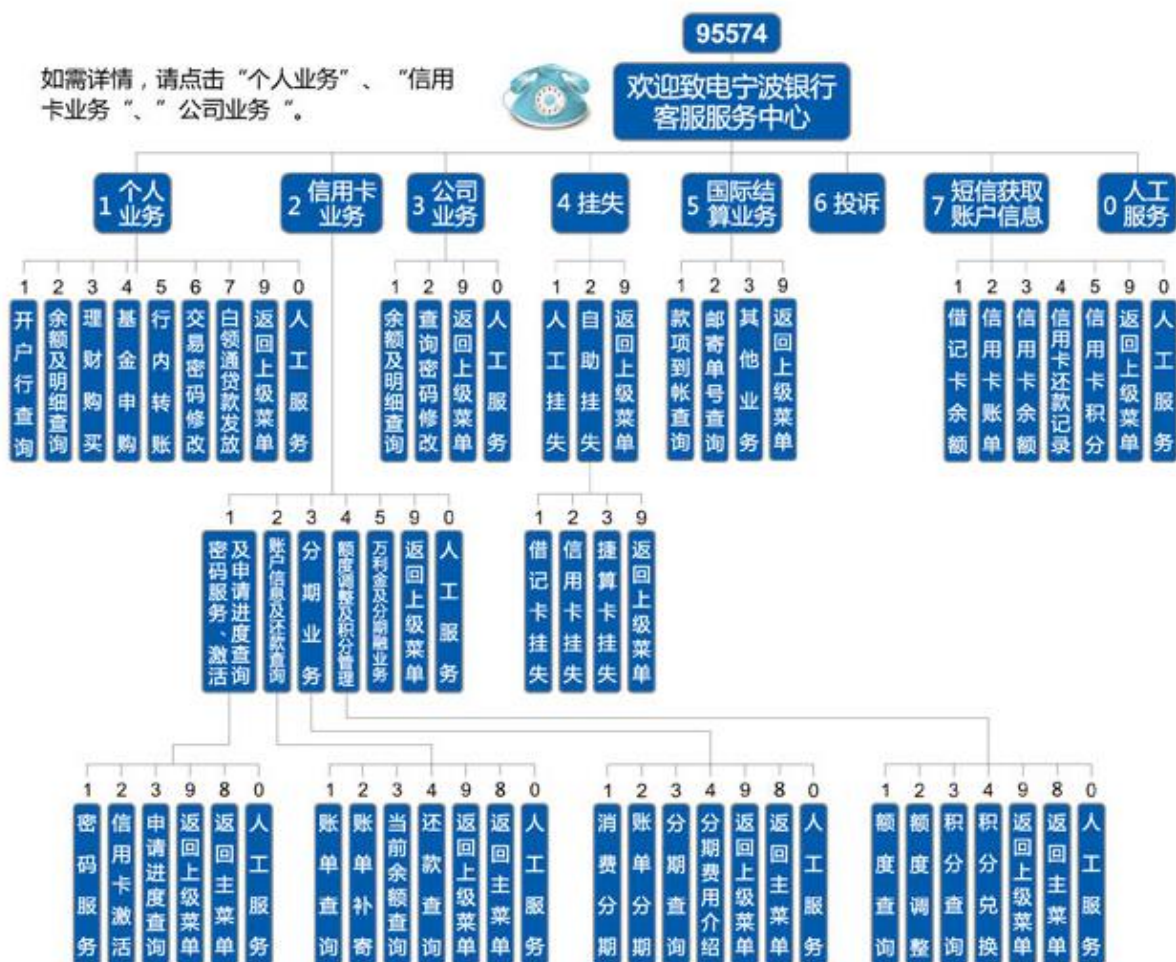 95574
欢迎致电宁波银行
客服服务中心
如需详情，请点击“个人业务”、“信用
卡业务“、”公司业务“。
1 个人
业务
2 信用卡
业务
3 公司
业务
4 挂失
5 国际结
算业务
6 投诉
7 短信获取
账户信息
0 人工
服务
1 开户行查询
2 余额及明细查询
3 理财购买
4 基金申购
5 行内转账
6 交易密码修改
7 白领通贷款发放
9 返回上级菜单
0 人工服务
1 余额及明细查询
2 查询密码修改
9 返回上级菜单
0 人工服务
1 人工挂失
2 自助挂失
9 返回上级菜单
1 款项到帐查询
2 邮寄单号查询
3 其他业务
9 返回上级菜单
1 借记卡余额
2 信用卡账单
3 信用卡余额
4 信用卡还款记录
5 信用卡积分
9 返回上级菜单
0 人工服务
1 密码服务、激活
及申请进度查询
2 账户信息及还款查询
3 分期业务
4 额度调整及积分管理
5 万利金及分期融业务
9 返回上级菜单
0 人工服务
1 借记卡挂失
2 信用卡挂失
3 捷算卡挂失
9 返回上级菜单
1 密码服务
2 信用卡激活
3 申请进度查询
9 返回上级菜单
8 返回主菜单
0 人工服务
1 账单查询
2 账单补寄
3 当前余额查询
4 还款查询
9 返回上级菜单
8 返回主菜单
0 人工服务
1 消费分期
2 账单分期
3 分期查询
4 分期费用介绍
9 返回上级菜单
8 返回主菜单
0 人工服务
1 额度查询
2 额度调整
3 积分查询
4 积分兑换
9 返回上级菜单
8 返回主菜单
0 人工服务